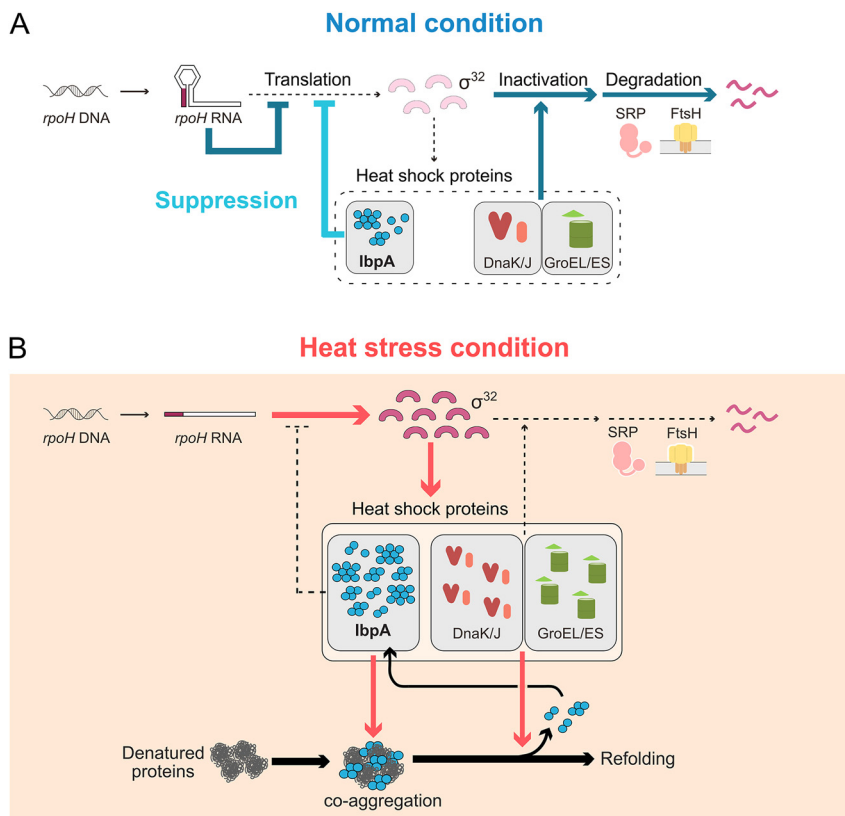 A
Normal condition
rpoH DNA
rpoH RNA
Translation
σ32
Inactivation
Degradation
SRP
FtsH
Suppression
Heat shock proteins
IbpA
DnaK/J
GroEL/ES
B
Heat stress condition
rpoH DNA
rpoH RNA
σ32
SRP
FtsH
Heat shock proteins
IbpA
DnaK/J
GroEL/ES
Denatured
proteins
co-aggregation
Refolding